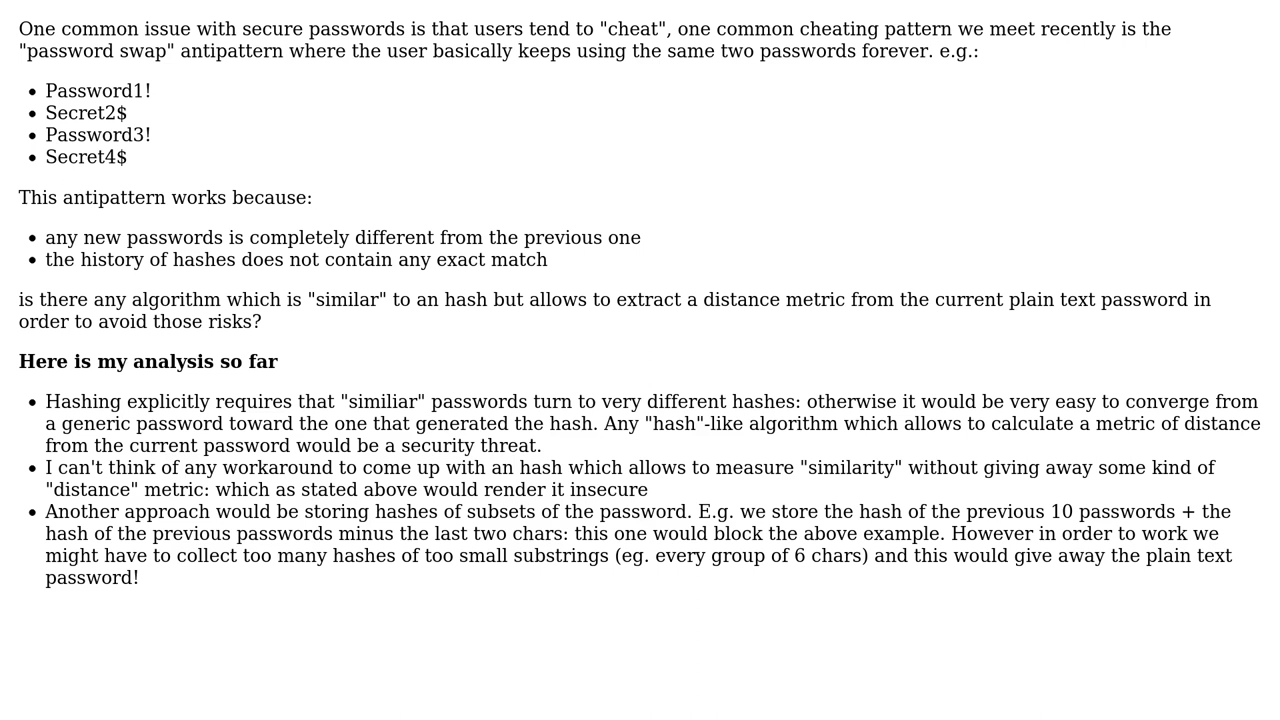 One common issue with secure passwords is that users tend to "cheat", one common cheating pattern we meet recently is the
"password swap" antipattern where the user basically keeps using the same two passwords forever. e.g.:
• Password1!
• Secret2$
• Password3!
• Secret4$
This antipattern works because:
• any new passwords is completely different from the previous one
• the history of hashes does not contain any exact match
is there any algorithm which is "similar" to an hash but allows to extract a distance metric from the current plain text password in
order to avoid those risks?
Here is my analysis so far
• Hashing explicitly requires that "similiar" passwords turn to very different hashes: otherwise it would be very easy to converge from
a generic password toward the one that generated the hash. Any "hash"-like algorithm which allows to calculate a metric of distance
from the current password would be a security threat.
• I can't think of any workaround to come up with an hash which allows to measure "similarity" without giving away some kind of
"distance" metric: which as stated above would render it insecure
• Another approach would be storing hashes of subsets of the password. E.g. we store the hash of the previous 10 passwords + the
hash of the previous passwords minus the last two chars: this one would block the above example. However in order to work we
might have to collect too many hashes of too small substrings (eg. every group of 6 chars) and this would give away the plain text
password!